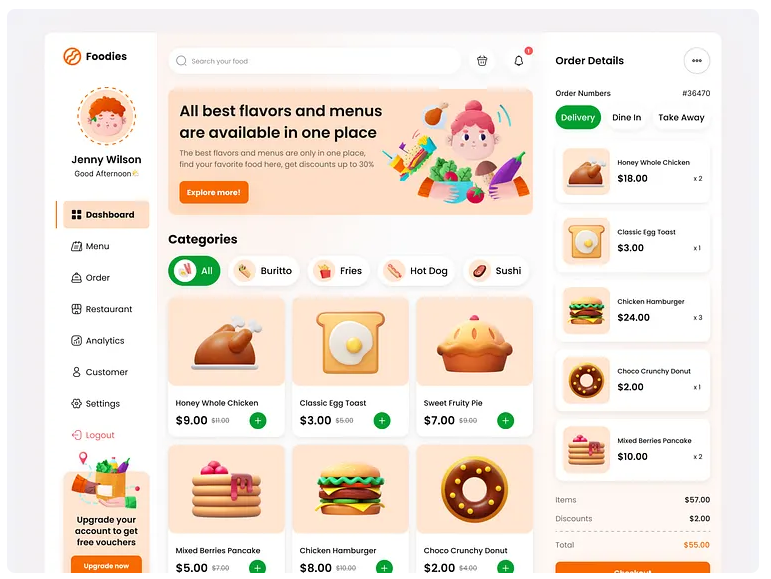 Foodies
Jenny Wilson
Good Afternoon
Dashboard
Menu
Order
Restaurant
Analytics
Customer
Settings
Logout
Upgrade your
account to get
free vouchers
Upgrade now
Search your food
1
All best flavors and menus
are available in one place
The best flavors and menus are only in one place,
find your favorite food here, get discounts up to 30%
Explore more!
Categories
All
Buritto
Fries
Hot Dog
Sushi
Honey Whole Chicken
$9.00 $11.00
Classic Egg Toast
$3.00 $5.00
Sweet Fruity Pie
$7.00 $9.00
Mixed Berries Pancake
$5.00 $7.00
Chicken Hamburger
$8.00 $10.00
Choco Crunchy Donut
$2.00 $4.00
Order Details
Order Numbers #36470
Delivery
Dine In
Take Away
Honey Whole Chicken
$18.00 x 2
Classic Egg Toast
$3.00 x 1
Chicken Hamburger
$24.00 x 3
Choco Crunchy Donut
$2.00 x 1
Mixed Berries Pancake
$10.00 x 2
Items $57.00
Discounts $2.00
Total $55.00
Checkout